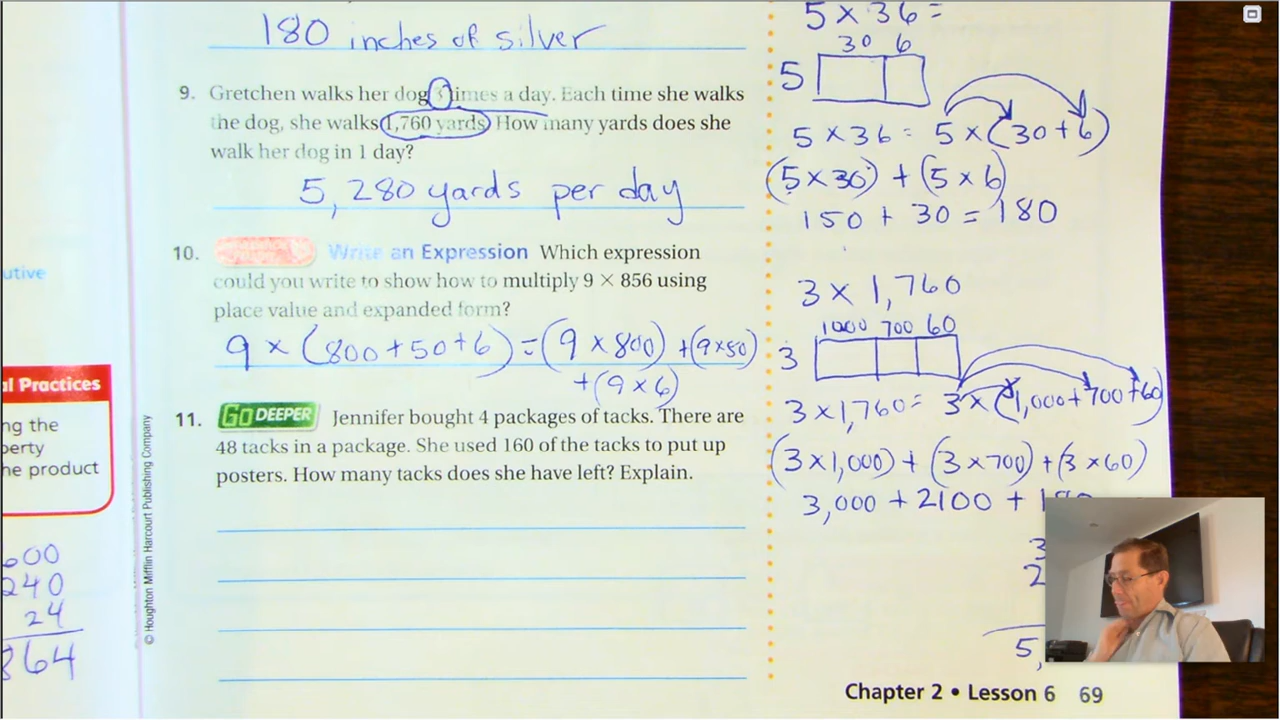 180 inches of silver
9. Gretchen walks her dog 3 times a day. Each time she walks
the dog, she walks 1,760 yards. How many yards does she
walk her dog in 1 day?
5,280 yards per day
10. Write an Expression Which expression
could you write to show how to multiply 9 × 856 using
place value and expanded form?
9 × (800+50+6) = (9 × 800) + (9×50)
+ (9 × 6)
11. Go DEEPER Jennifer bought 4 packages of tacks. There are
48 tacks in a package. She used 160 of the tacks to put up
posters. How many tacks does she have left? Explain.
utive
al Practices
ng the
perty
he product
600
240
24
864
© Houghton Mifflin Harcourt Publishing Company
5 × 36 =
30 6
5
5 × 36 = 5 × (30 + 6)
(5 × 30) + (5 × 6)
150 + 30 = 180
3 × 1,760
1000 700 60
3
3 × 1,760 = 3 × (1,000 + 700 + 60)
(3 × 1,000) + (3 × 700) + (3 × 60)
3,000 + 2100 + 180
3
2
5,
Chapter 2 • Lesson 6 69